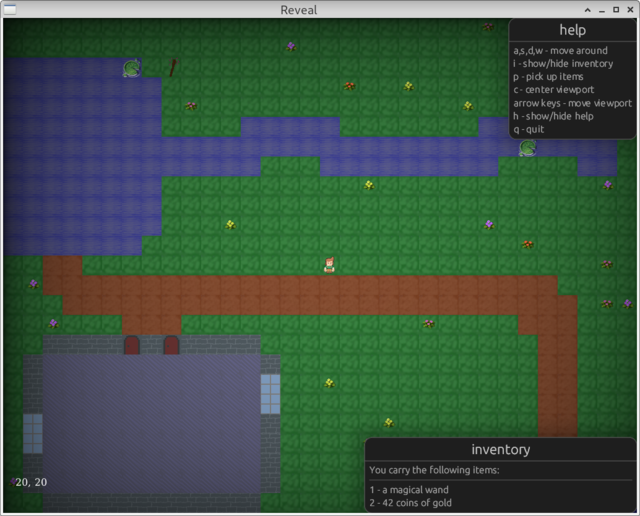 Reveal
help
a,s,d,w - move around
i - show/hide inventory
p - pick up items
c - center viewport
arrow keys - move viewport
h - show/hide help
q - quit
20, 20
inventory
You carry the following items:
1 - a magical wand
2 - 42 coins of gold